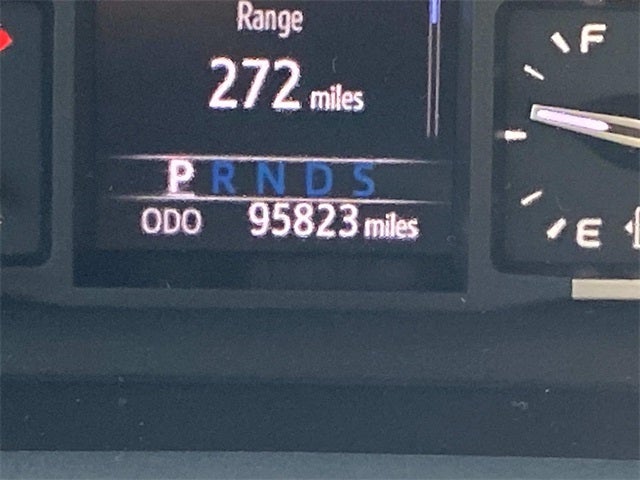 Range
272 miles
P R N D S
ODO 95823 miles
F
E